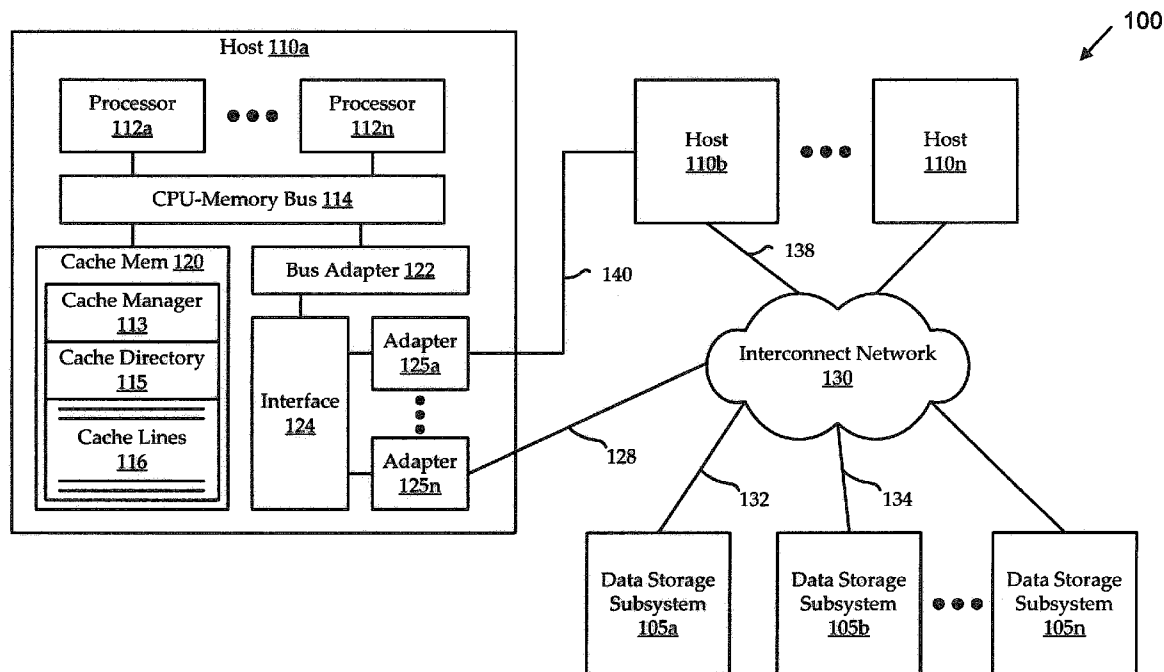 100
Host 110a
Processor
112a
Processor
112n
CPU-Memory Bus 114
Cache Mem 120
Cache Manager
113
Cache Directory
115
Cache Lines
116
Bus Adapter 122
Interface
124
Adapter
125a
Adapter
125n
Host
110b
Host
110n
138
140
Interconnect Network
130
128
132
134
Data Storage
Subsystem
105a
Data Storage
Subsystem
105b
Data Storage
Subsystem
105n